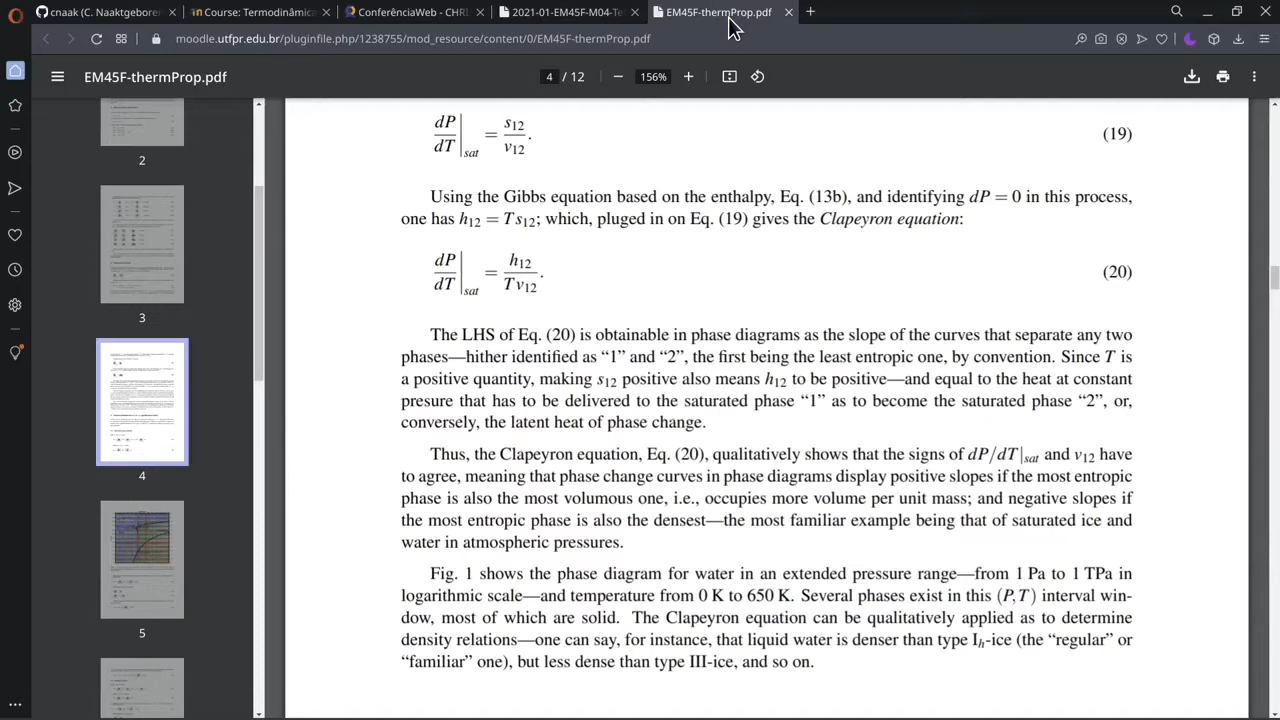 cnaak (C. Naaktgeboren
Course: Termodinâmica
ConferênciaWeb - CHR
2021-01-EM45F-M04-Te
EM45F-thermProp.pdf
moodle.utfpr.edu.br/pluginfile.php/1238755/mod_resource/content/0/EM45F-thermProp.pdf
EM45F-thermProp.pdf
4 / 12
156%
2
3
4
5
dP/dT|sat = s12/v12. (19)
Using the Gibbs equation based on the enthalpy, Eq. (13b), and identifying dP = 0 in this process,
one has h12 = T s12; which, pluged in on Eq. (19) gives the Clapeyron equation:
dP/dT|sat = h12/T v12. (20)
The LHS of Eq. (20) is obtainable in phase diagrams as the slope of the curves that separate any two
phases—hither identified as “1” and “2”, the first being the least entropic one, by convention. Since T is
a positive quantity, having s12 positive also means h12 to be positive—and equal to the heat at constant
presure that has to be delivered to the saturated phase “1” as to become the saturated phase “2”, or,
conversely, the latent heat of phase change.
Thus, the Clapeyron equation, Eq. (20), qualitatively shows that the signs of dP/dT|sat and v12 have
to agree, meaning that phase change curves in phase diagrams display positive slopes if the most entropic
phase is also the most volumous one, i.e., occupies more volume per unit mass; and negative slopes if
the most entropic phase is also the densest—the most familiar example being that of saturated ice and
water in atmospheric pressures.
Fig. 1 shows the phase diagram for water in an extended pressure range—from 1 Pa to 1 TPa in
logarithmic scale—and temperature from 0 K to 650 K. Several phases exist in this (P,T) interval win-
dow, most of which are solid. The Clapeyron equation can be qualitatively applied as to determine
density relations—one can say, for instance, that liquid water is denser than type Ih-ice (the “regular” or
“familiar” one), but less dense than type III-ice, and so on.